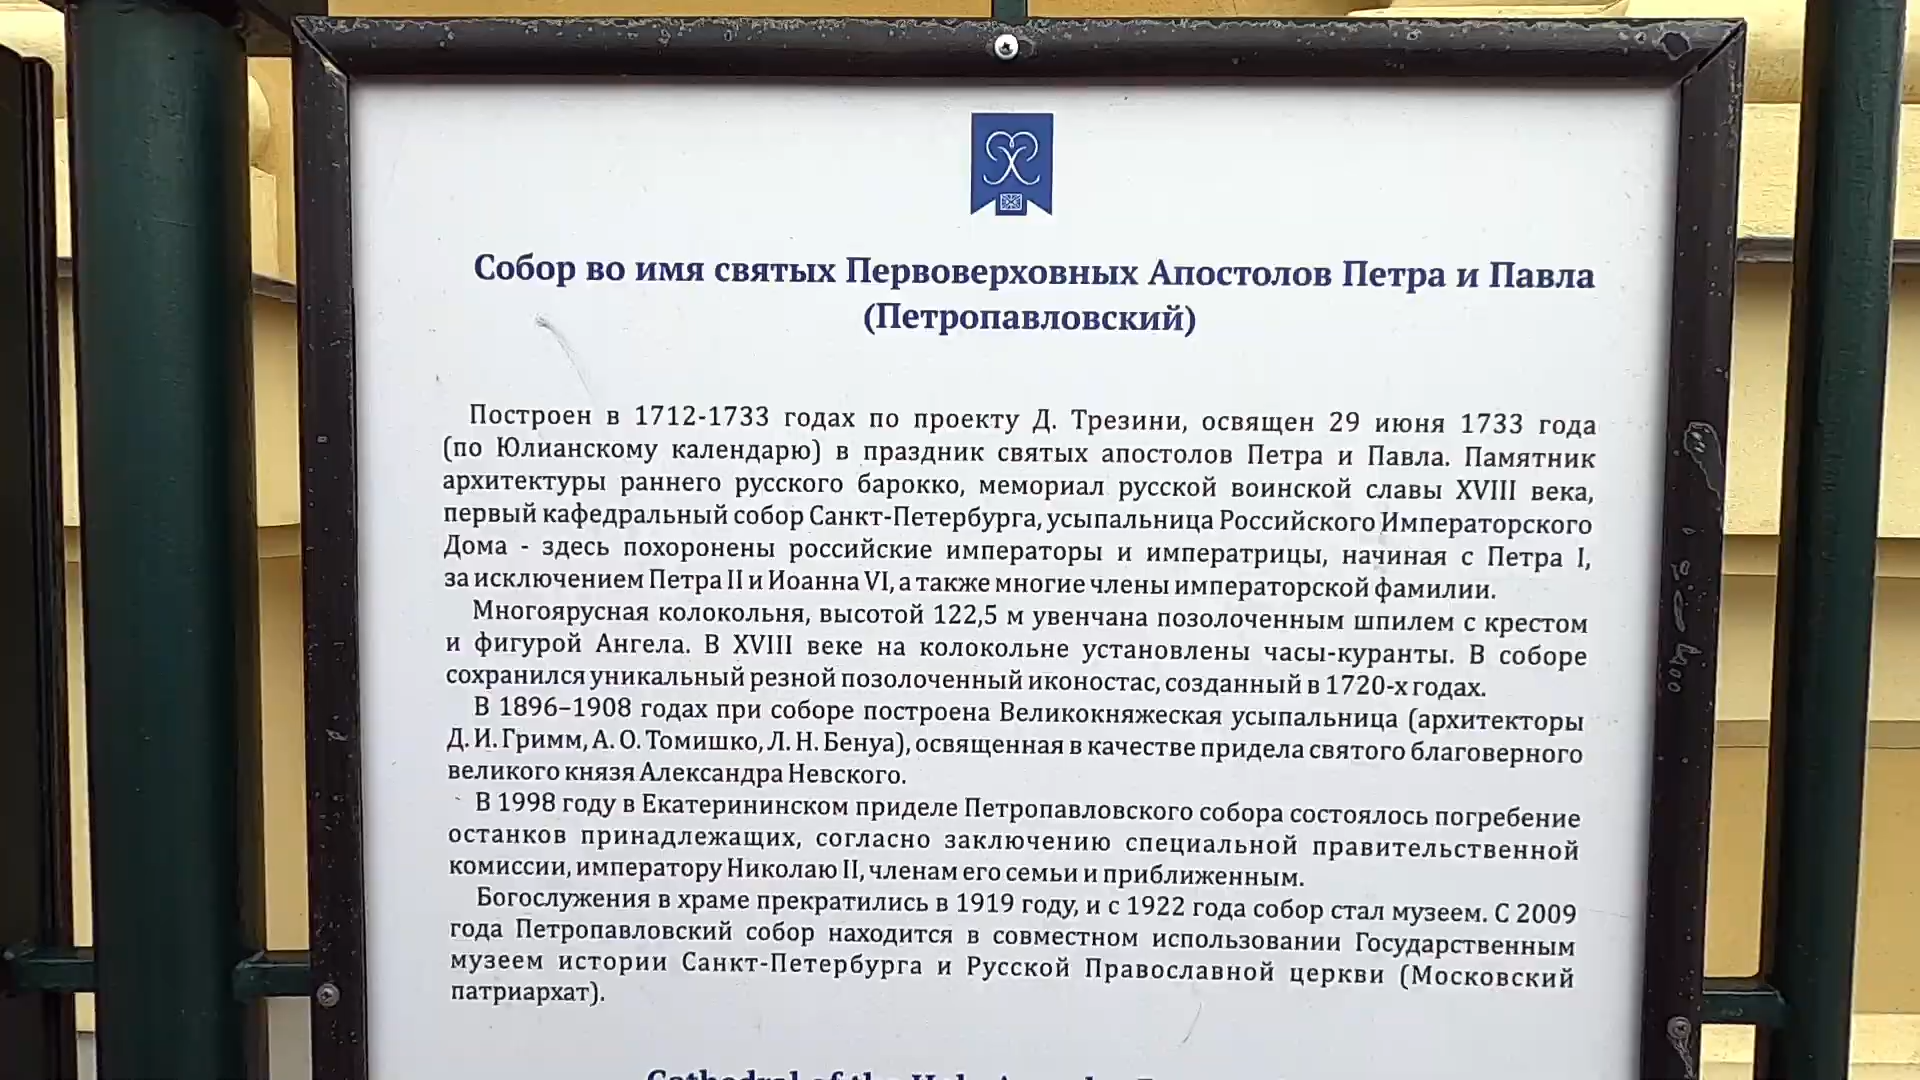 Собор во имя святых Первоверховных Апостолов Петра и Павла
(Петропавловский)
Построен в 1712-1733 годах по проекту Д. Трезини, освящен 29 июня 1733 года
(по Юлианскому календарю) в праздник святых апостолов Петра и Павла. Памятник
архитектуры раннего русского барокко, мемориал русской воинской славы XVIII века,
первый кафедральный собор Санкт-Петербурга, усыпальница Российского Императорского
Дома - здесь похоронены российские императоры и императрицы, начиная с Петра I,
за исключением Петра II и Иоанна VI, а также многие члены императорской фамилии.
Многоярусная колокольня, высотой 122,5 м увенчана позолоченным шпилем с крестом
и фигурой Ангела. В XVIII веке на колокольне установлены часы-куранты. В соборе
сохранился уникальный резной позолоченный иконостас, созданный в 1720-х годах.
В 1896–1908 годах при соборе построена Великокняжеская усыпальница (архитекторы
Д. И. Гримм, А. О. Томишко, Л. Н. Бенуа), освященная в качестве придела святого благоверного
великого князя Александра Невского.
В 1998 году в Екатерининском приделе Петропавловского собора состоялось погребение
останков принадлежащих, согласно заключению специальной правительственной
комиссии, императору Николаю II, членам его семьи и приближенным.
Богослужения в храме прекратились в 1919 году, и с 1922 года собор стал музеем. С 2009
года Петропавловский собор находится в совместном использовании Государственным
музеем истории Санкт-Петербурга и Русской Православной церкви (Московский
патриархат).
Cathedral of the